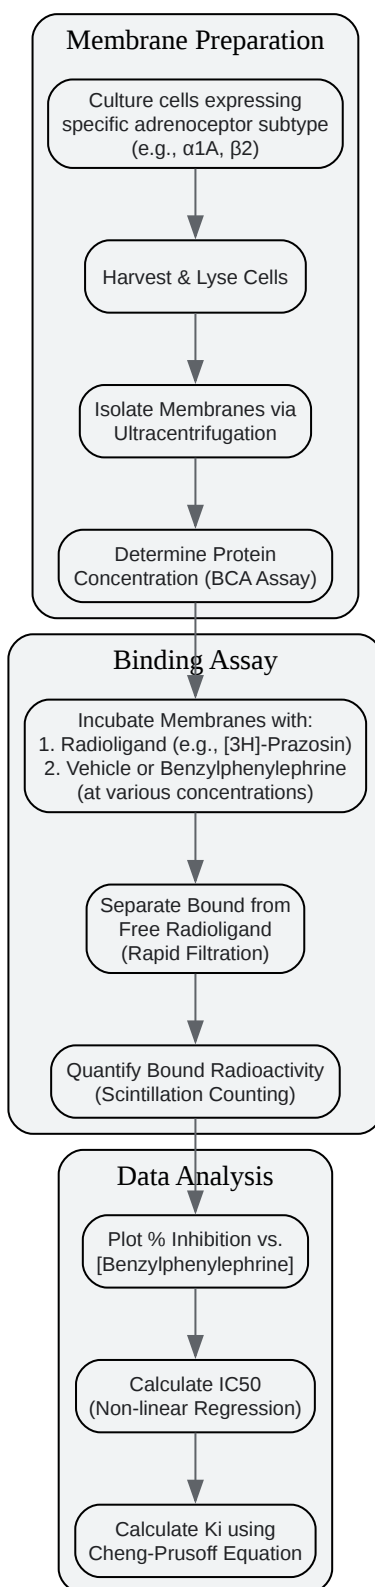 Membrane Preparation
Culture cells expressing
specific adrenoceptor subtype
(e.g., α1A, β2)
Harvest & Lyse Cells
Isolate Membranes via
Ultracentrifugation
Determine Protein
Concentration (BCA Assay)
Binding Assay
Incubate Membranes with:
1. Radioligand (e.g., [3H]-Prazosin)
2. Vehicle or Benzylphenylephrine
(at various concentrations)
Separate Bound from
Free Radioligand
(Rapid Filtration)
Quantify Bound Radioactivity
(Scintillation Counting)
Data Analysis
Plot % Inhibition vs.
[Benzylphenylephrine]
Calculate IC50
(Non-linear Regression)
Calculate Ki using
Cheng-Prusoff Equation